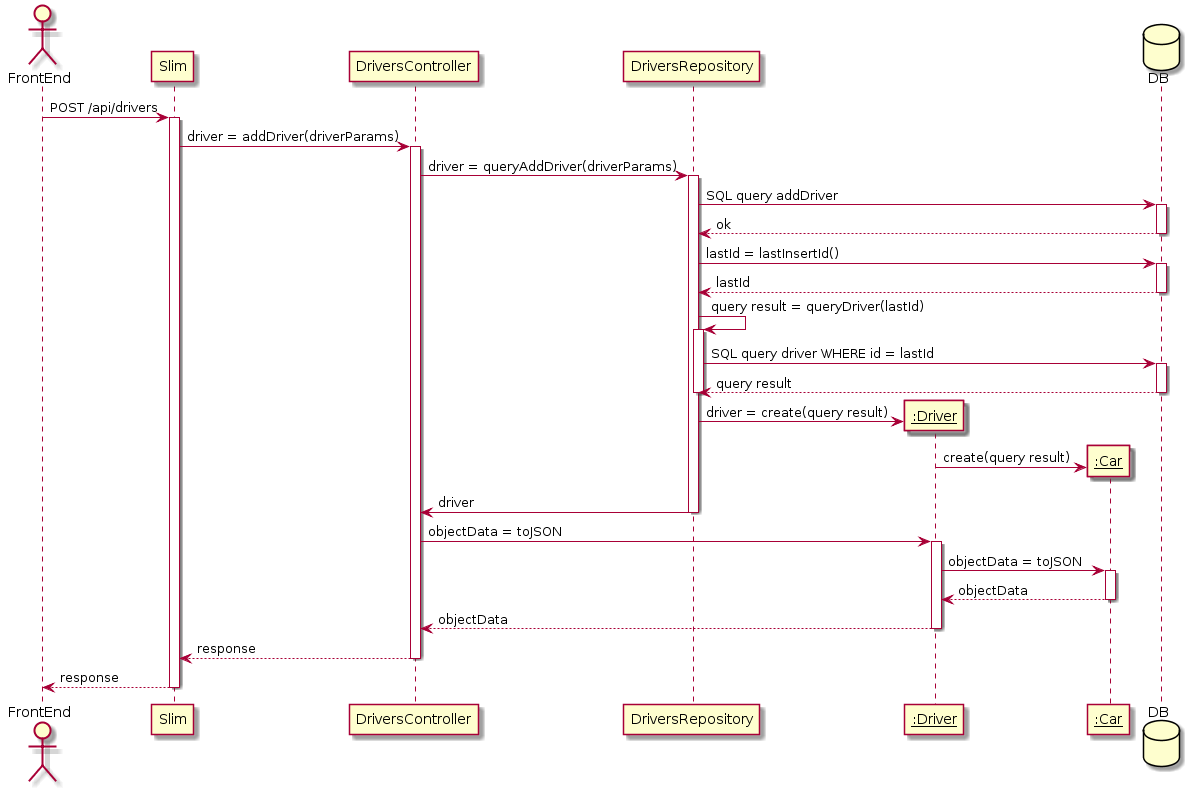 FrontEnd
Slim
DriversController
DriversRepository
DB
POST /api/drivers
driver = addDriver(driverParams)
driver = queryAddDriver(driverParams)
SQL query addDriver
ok
lastId = lastInsertId()
lastId
query result = queryDriver(lastId)
SQL query driver WHERE id = lastId
query result
driver = create(query result)
:Driver
create(query result)
:Car
driver
objectData = toJSON
objectData = toJSON
objectData
objectData
response
response
FrontEnd
Slim
DriversController
DriversRepository
:Driver
:Car
DB